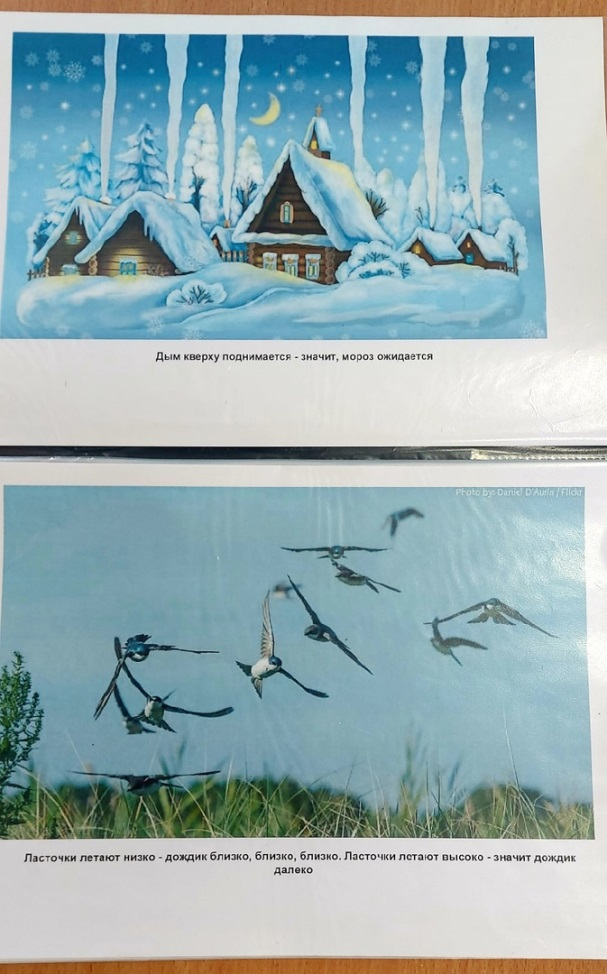 Дым кверху поднимается - значит, мороз ожидается
Photo by: Daniel D'Auria / Flickr
Ласточки летают низко - дождик близко, близко, близко. Ласточки летают высоко - значит дождик
далеко